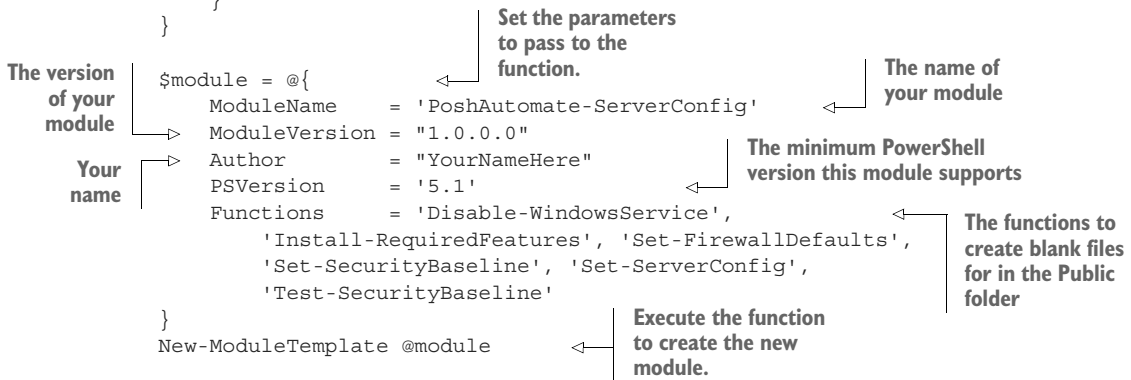 }
}
Set the parameters
to pass to the
function.
The version
of your
module
$module = @{
The name of
your module
ModuleName = 'PoshAutomate-ServerConfig'
ModuleVersion = "1.0.0.0"
Your
name
Author = "YourNameHere"
The minimum PowerShell
version this module supports
PSVersion = '5.1'
Functions = 'Disable-WindowsService',
'Install-RequiredFeatures', 'Set-FirewallDefaults',
'Set-SecurityBaseline', 'Set-ServerConfig',
'Test-SecurityBaseline'
The functions to
create blank files
for in the Public
folder
}
New-ModuleTemplate @module
Execute the function
to create the new
module.